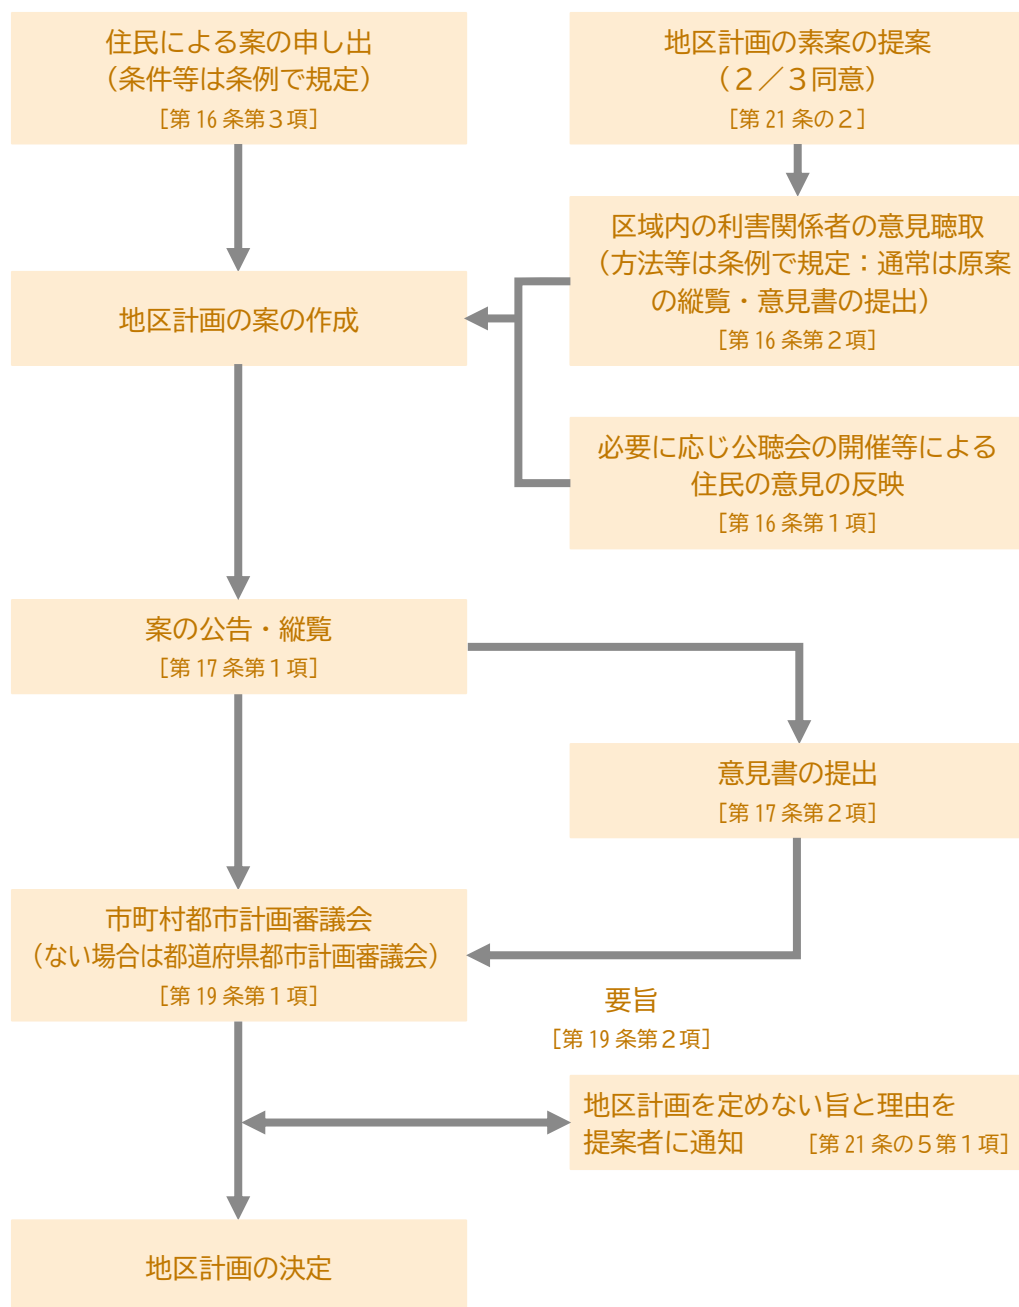 住民による案の申し出
（条件等は条例で規定）
［第16条第３項］
地区計画の素案の提案
（２／３同意）
［第21条の２］
区域内の利害関係者の意見聴取
（方法等は条例で規定：通常は原案
の縦覧・意見書の提出）
［第16条第２項］
地区計画の案の作成
必要に応じ公聴会の開催等による
住民の意見の反映
［第16条第１項］
案の公告・縦覧
［第17条第１項］
意見書の提出
［第17条第２項］
市町村都市計画審議会
（ない場合は都道府県都市計画審議会）
［第19条第１項］
要旨
［第19条第２項］
地区計画を定めない旨と理由を
提案者に通知　　［第21条の５第１項］
地区計画の決定